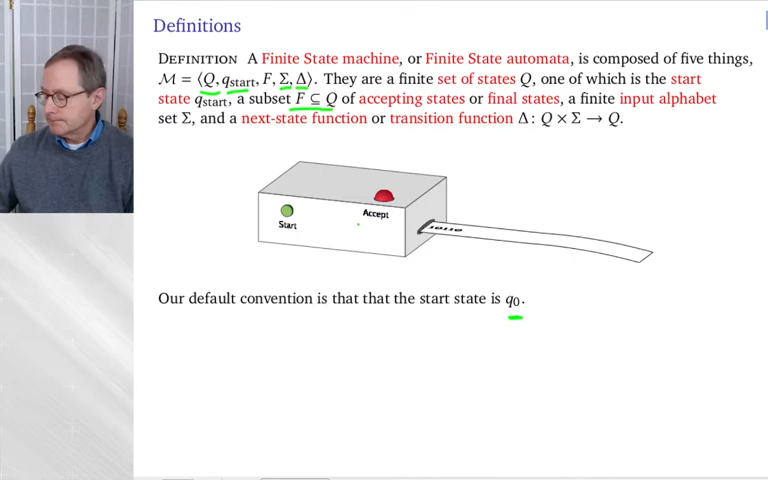 Definitions
DEFINITION A Finite State machine, or Finite State automata, is composed of five things,
ℳ = ⟨Q, q_start, F, Σ, Δ⟩. They are a finite set of states Q, one of which is the start
state q_start, a subset F ⊆ Q of accepting states or final states, a finite input alphabet
set Σ, and a next-state function or transition function Δ: Q × Σ → Q.
Accept
Start
Our default convention is that that the start state is q₀.